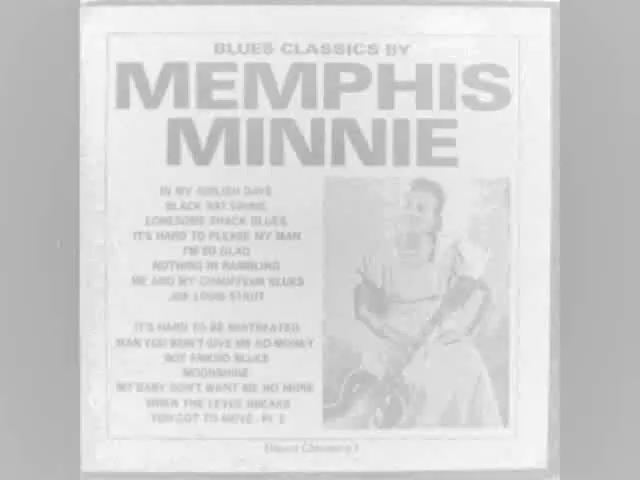 BLUES CLASSICS BY
MEMPHIS
MINNIE
IN MY GIRLISH DAYS
BLACK RAT SWING
LONESOME SHACK BLUES
IT'S HARD TO PLEASE MY MAN
I'M SO GLAD
NOTHING IN RAMBLING
ME AND MY CHAUFFEUR BLUES
JOE LOUIS STRUT
IT'S HARD TO BE MISTREATED
MAN YOU WON'T GIVE ME NO MONEY
HOT FINGER BLUES
MOONSHINE
MY BABY DON'T WANT ME NO MORE
WHEN THE LEVEE BREAKS
YOU GOT TO MOVE - Pt. 2